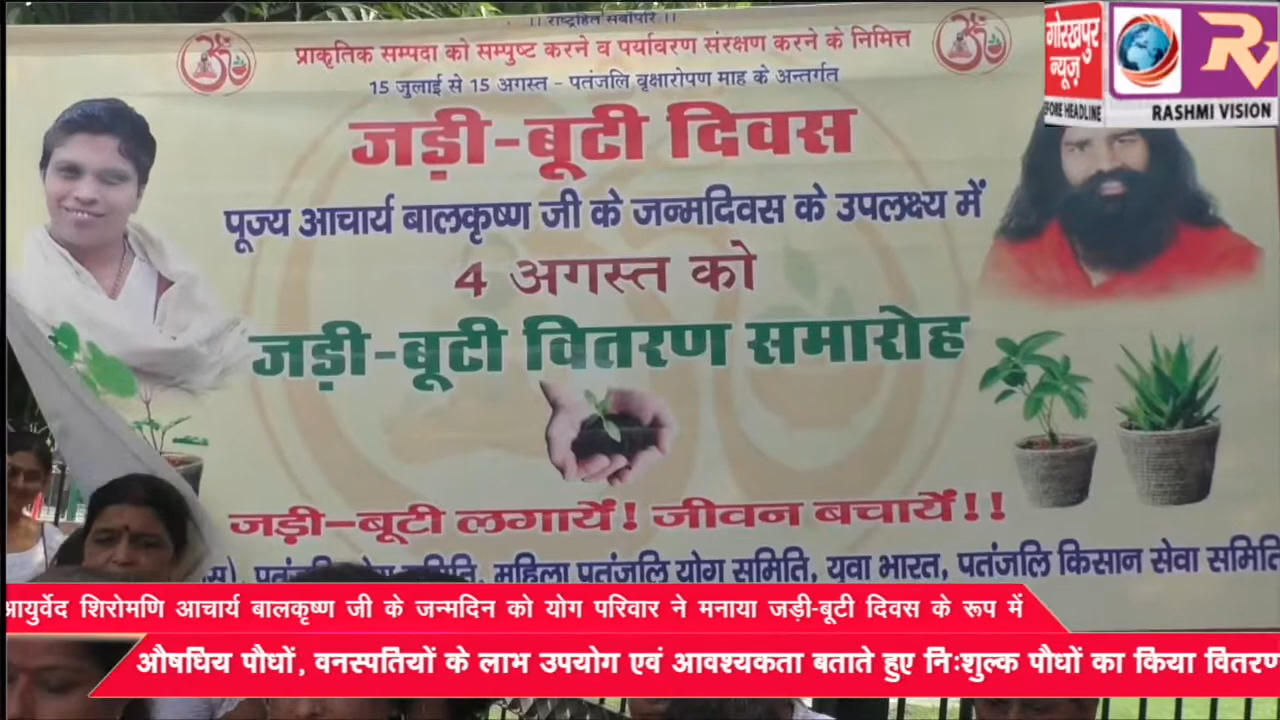 ।। राष्ट्रहित सर्वोपरि ।।
प्राकृतिक सम्पदा को सम्पुष्ट करने व पर्यावरण संरक्षण करने के निमित्त
15 जुलाई से 15 अगस्त - पतंजलि वृक्षारोपण माह के अन्तर्गत
जड़ी-बूटी दिवस
पूज्य आचार्य बालकृष्ण जी के जन्मदिवस के उपलक्ष्य में
4 अगस्त को
जड़ी-बूटी वितरण समारोह
जड़ी-बूटी लगायें! जीवन बचायें!!
समिति, महिला पतंजलि योग समिति, युवा भारत, पतंजलि किसान सेवा समिति
गोरखपुर
न्यूज़
HEADLINE
RV
RASHMI VISION
आयुर्वेद शिरोमणि आचार्य बालकृष्ण जी के जन्मदिन को योग परिवार ने मनाया जड़ी-बूटी दिवस के रूप में
औषधिय पौधों, वनस्पतियों के लाभ उपयोग एवं आवश्यकता बताते हुए निःशुल्क पौधों का किया वितरण